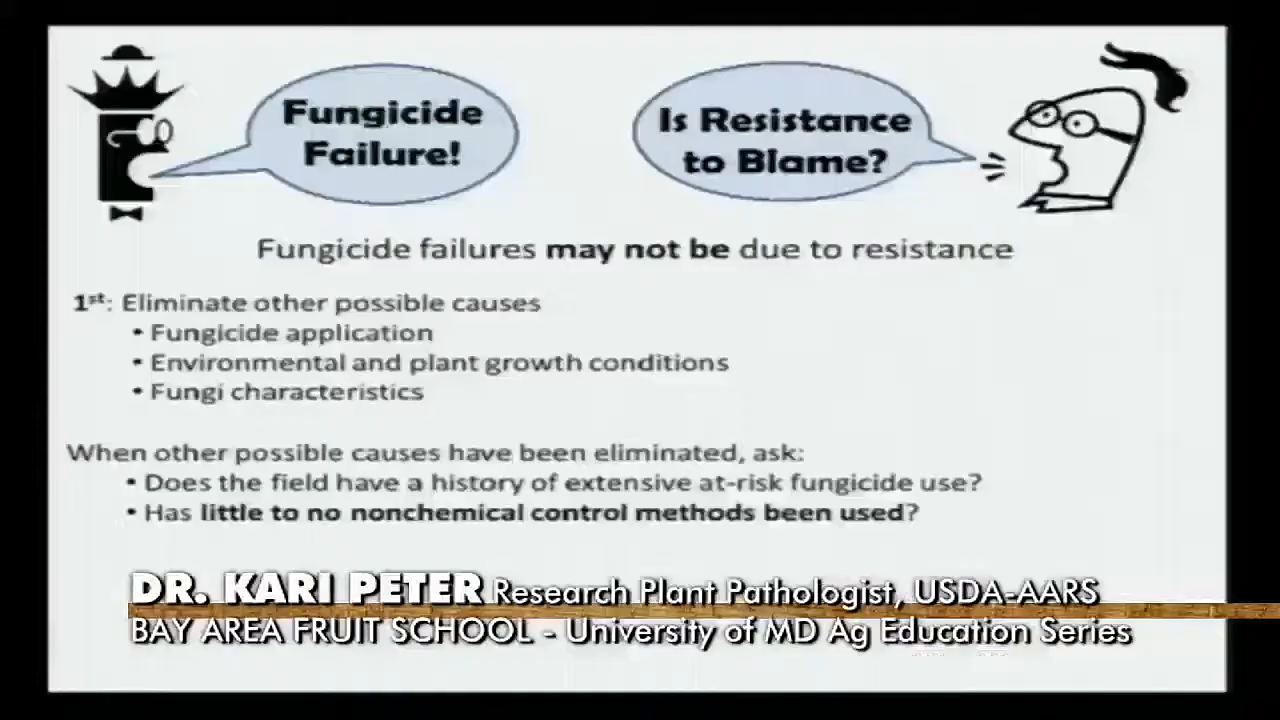 Fungicide
Failure!
Is Resistance
to Blame?
Fungicide failures may not be due to resistance
1st: Eliminate other possible causes
• Fungicide application
• Environmental and plant growth conditions
• Fungi characteristics
When other possible causes have been eliminated, ask:
• Does the field have a history of extensive at-risk fungicide use?
• Has little to no nonchemical control methods been used?
DR. KARI PETER Research Plant Pathologist, USDA-AARS
BAY AREA FRUIT SCHOOL - University of MD Ag Education Series